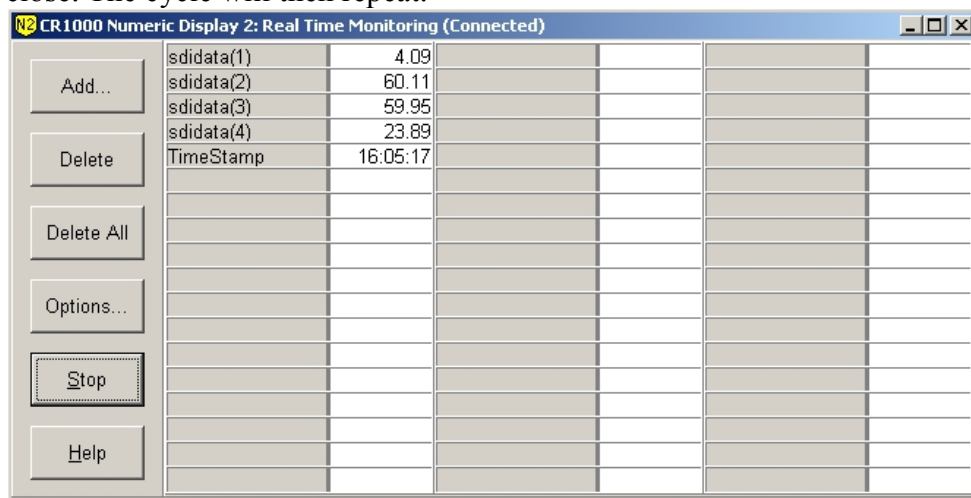 close. The cycle will then repeat.
N2 CR1000 Numeric Display 2: Real Time Monitoring (Connected)
Add...
Delete
Delete All
Options...
Stop
Help
sdidata(1) 4.09
sdidata(2) 60.11
sdidata(3) 59.95
sdidata(4) 23.89
TimeStamp 16:05:17